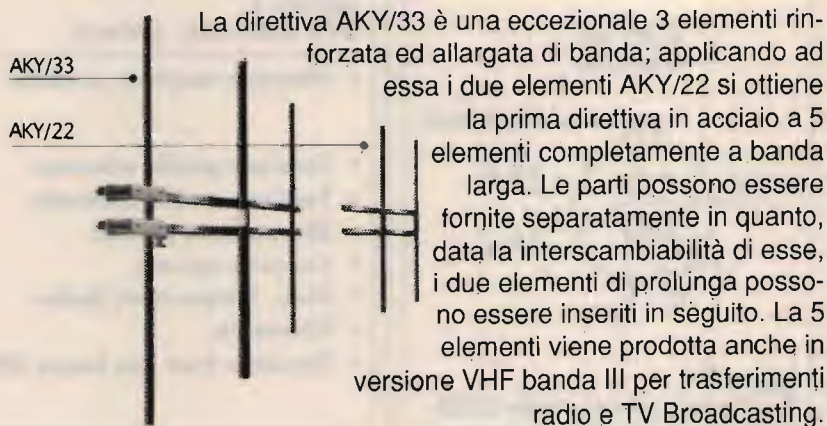 La direttiva AKY/33 è una eccezionale 3 elementi rin-
forzata ed allargata di banda; applicando ad
essa i due elementi AKY/22 si ottiene
la prima direttiva in acciaio a 5
elementi completamente a banda
larga. Le parti possono essere
fornite separatamente in quanto,
data la interscambiabilità di esse,
i due elementi di prolunga posso-
no essere inseriti in seguito. La 5
elementi viene prodotta anche in
versione VHF banda III per trasferimenti
radio e TV Broadcasting.
AKY/33
AKY/22